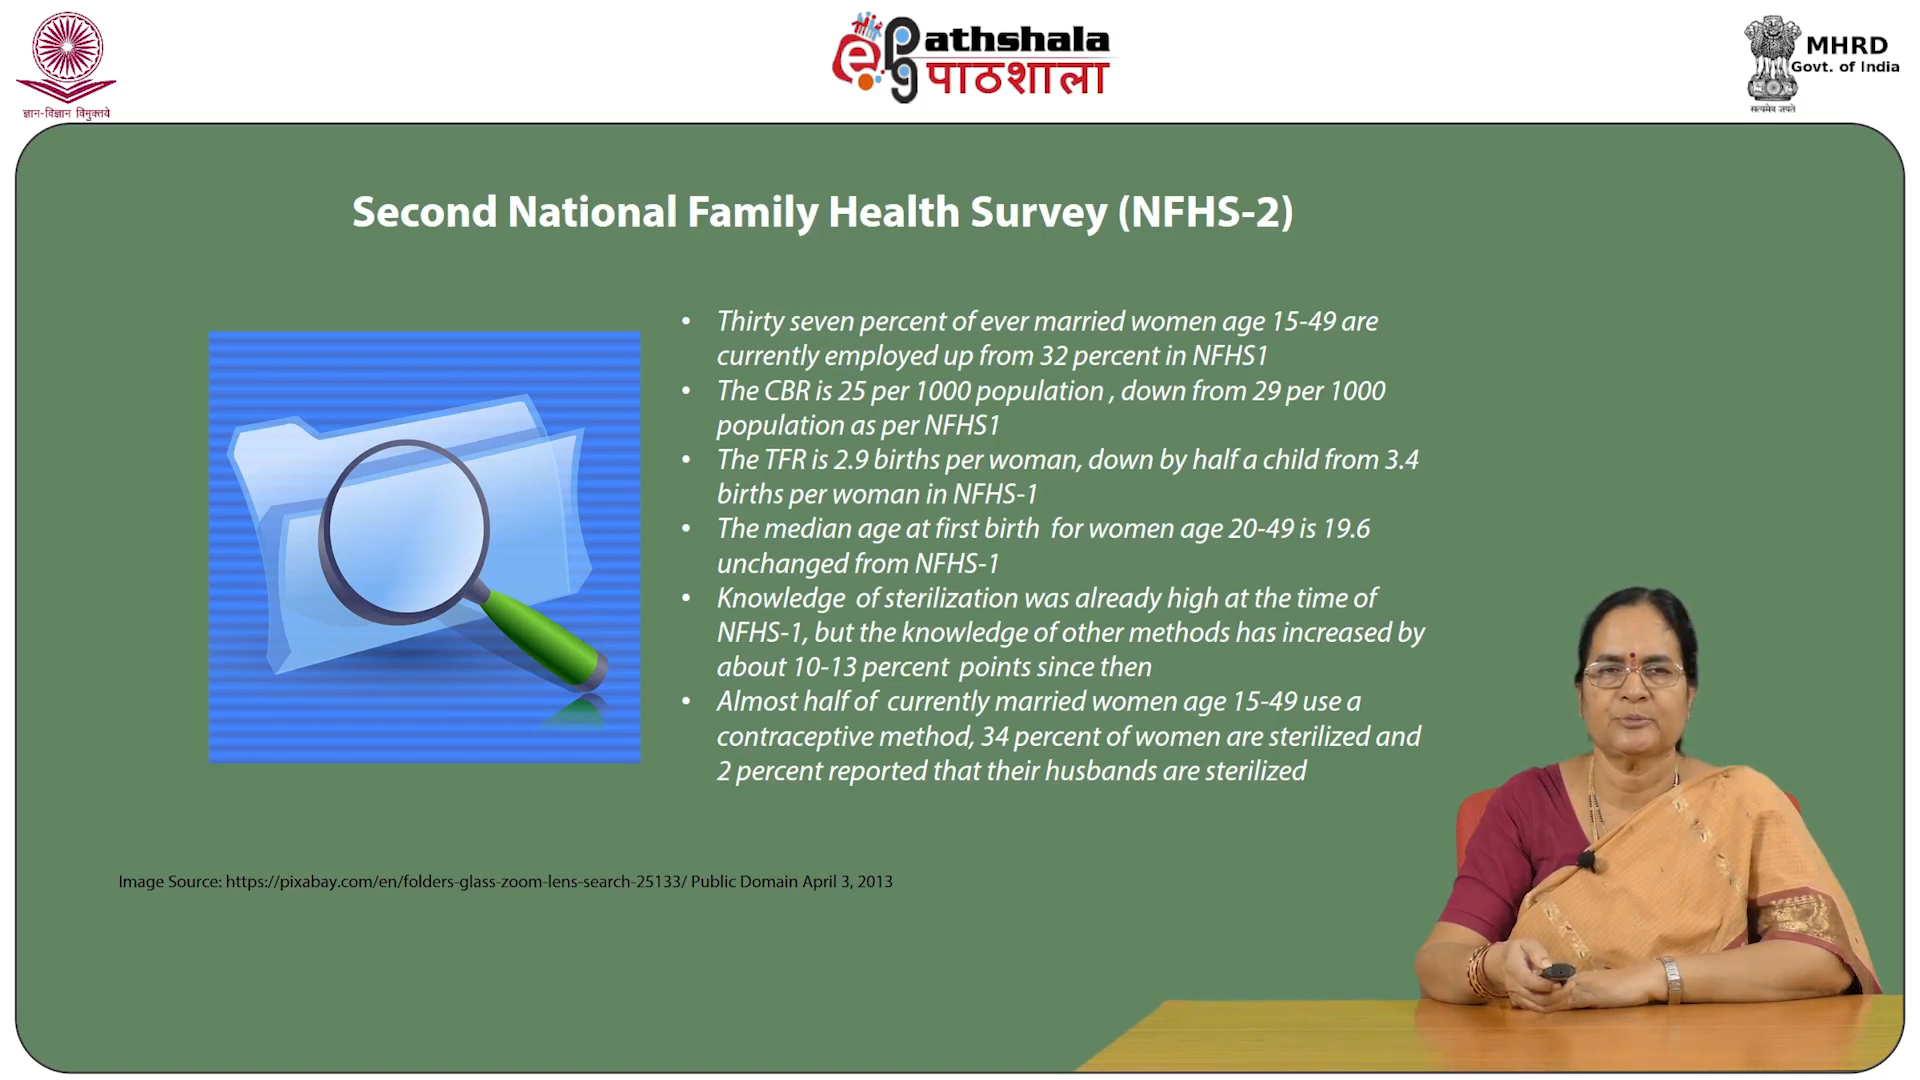 ज्ञान-विज्ञान विमुक्तये
ePathshala
पाठशाला
MHRD
Govt. of India
सत्यमेव जयते
Second National Family Health Survey (NFHS-2)
• Thirty seven percent of ever married women age 15-49 are
currently employed up from 32 percent in NFHS1
• The CBR is 25 per 1000 population , down from 29 per 1000
population as per NFHS1
• The TFR is 2.9 births per woman, down by half a child from 3.4
births per woman in NFHS-1
• The median age at first birth  for women age 20-49 is 19.6
unchanged from NFHS-1
• Knowledge  of sterilization was already high at the time of
NFHS-1, but the knowledge of other methods has increased by
about 10-13 percent  points since then
• Almost half of  currently married women age 15-49 use a
contraceptive method, 34 percent of women are sterilized and
2 percent reported that their husbands are sterilized
Image Source: https://pixabay.com/en/folders-glass-zoom-lens-search-25133/ Public Domain April 3, 2013